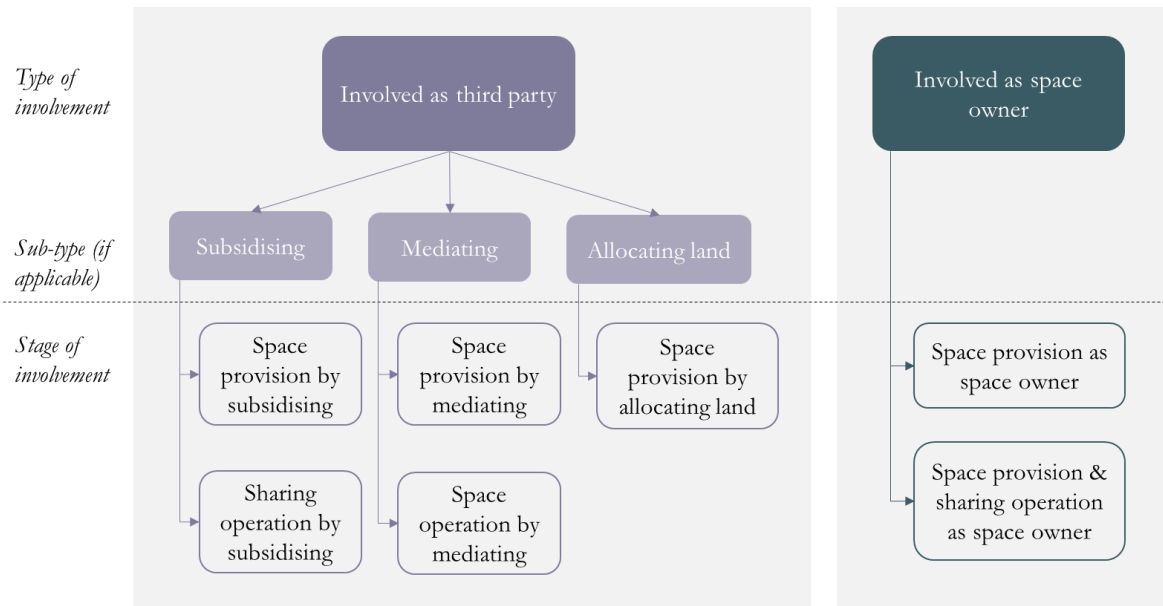 Type of
involvement
Involved as third party
Involved as space
owner
Sub-type (if
applicable)
Subsidising
Mediating
Allocating land
Stage of
involvement
Space
provision by
subsidising
Space
provision by
mediating
Space
provision by
allocating land
Space provision as
space owner
Sharing
operation by
subsidising
Space
operation by
mediating
Space provision &
sharing operation
as space owner